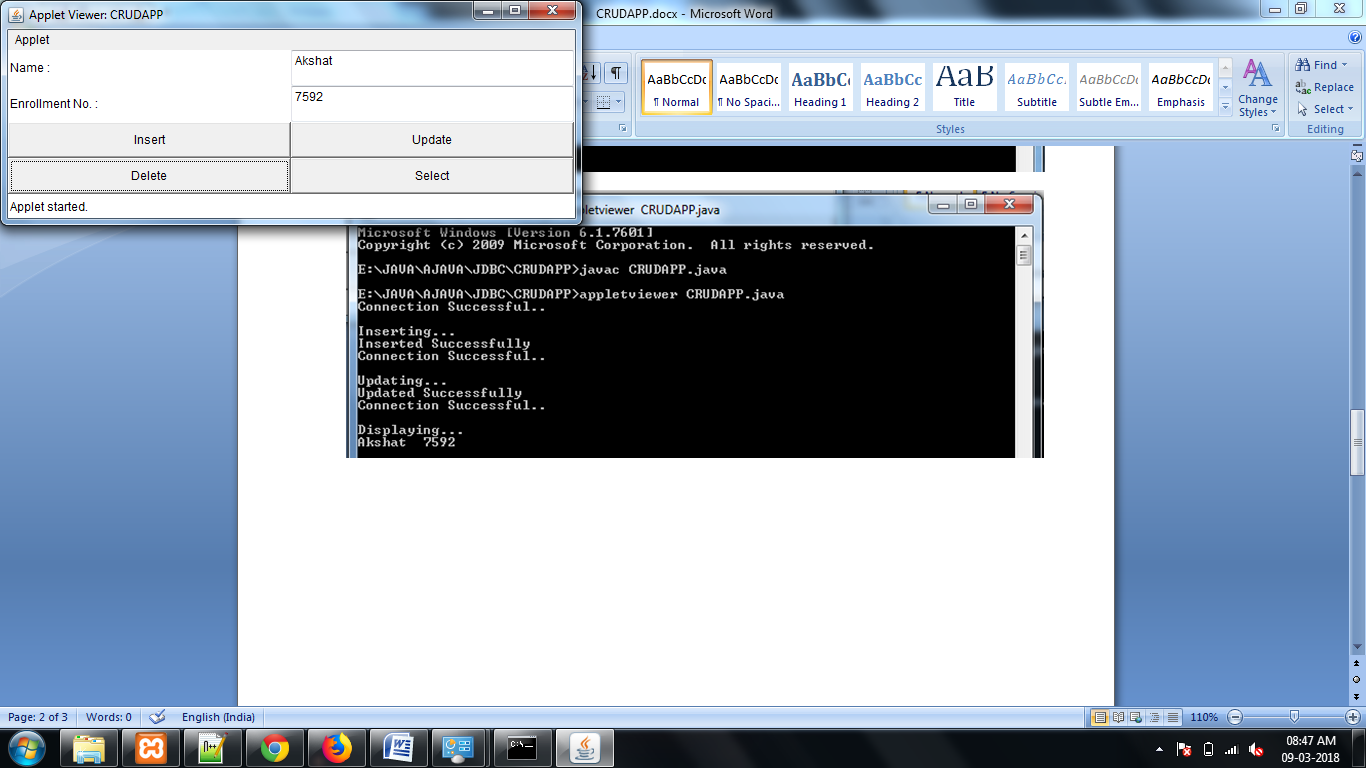 Applet Viewer: CRUDAPP
Applet
Name :
Akshat
Enrollment No. :
7592
Insert
Update
Delete
Select
Applet started.
CRUDAPP.docx - Microsoft Word
AaBbCcDc AaBbCcDc AaBbCc AaBbCc AaB AaBbCc. AaBbCcDc AaBbCcDc
¶ Normal ¶ No Spaci... Heading 1 Heading 2 Title Subtitle Subtle Em... Emphasis
Change Styles
Styles
Find
Replace
Select
Editing
pletviewer CRUDAPP.java
Microsoft Windows [Version 6.1.7601]
Copyright (c) 2009 Microsoft Corporation. All rights reserved.
E:\JAVA\AJAVA\JDBC\CRUDAPP>javac CRUDAPP.java
E:\JAVA\AJAVA\JDBC\CRUDAPP>appletviewer CRUDAPP.java
Connection Successful..
Inserting...
Inserted Successfully
Connection Successful..
Updating...
Updated Successfully
Connection Successful..
Displaying...
Akshat 7592
Page: 2 of 3 Words: 0 English (India) 110%
08:47 AM
09-03-2018